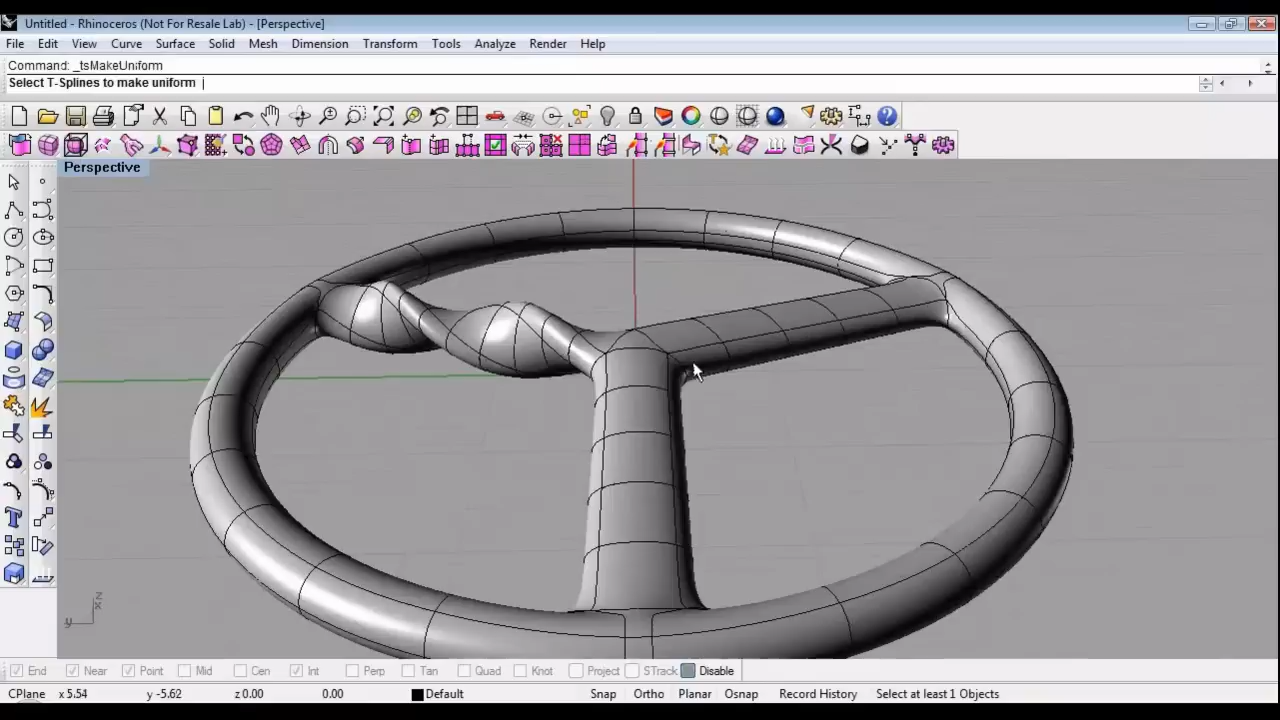 Untitled - Rhinoceros (Not For Resale Lab) - [Perspective]
File Edit View Curve Surface Solid Mesh Dimension Transform Tools Analyze Render Help
Command: _tsMakeUniform
Select T-Splines to make uniform
Perspective
z
x
y
End Near Point Mid Cen Int Perp Tan Quad Knot Project STrack Disable
CPlane x 5.54 y -5.62 z 0.00 0.00 Default Snap Ortho Planar Osnap Record History Select at least 1 Objects